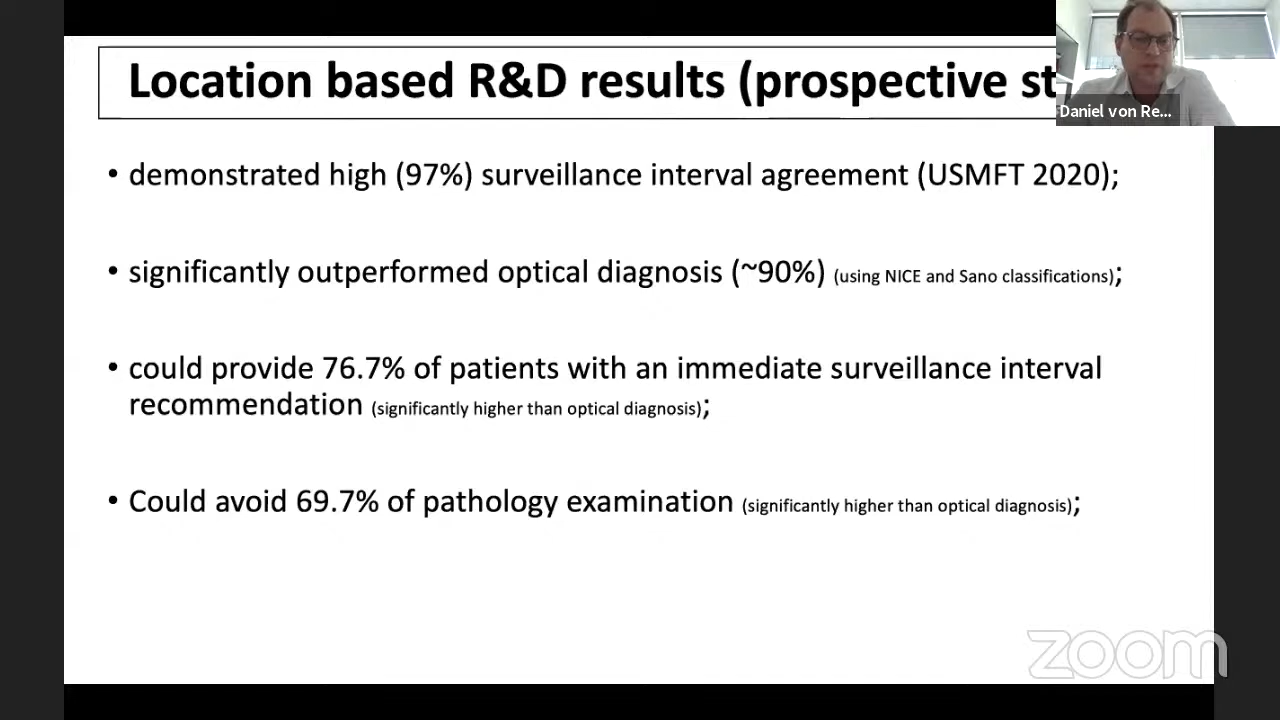 Location based R&D results (prospective st
Daniel von Re...
• demonstrated high (97%) surveillance interval agreement (USMFT 2020);
• significantly outperformed optical diagnosis (~90%) (using NICE and Sano classifications);
• could provide 76.7% of patients with an immediate surveillance interval
recommendation (significantly higher than optical diagnosis);
• Could avoid 69.7% of pathology examination (significantly higher than optical diagnosis);
zoom